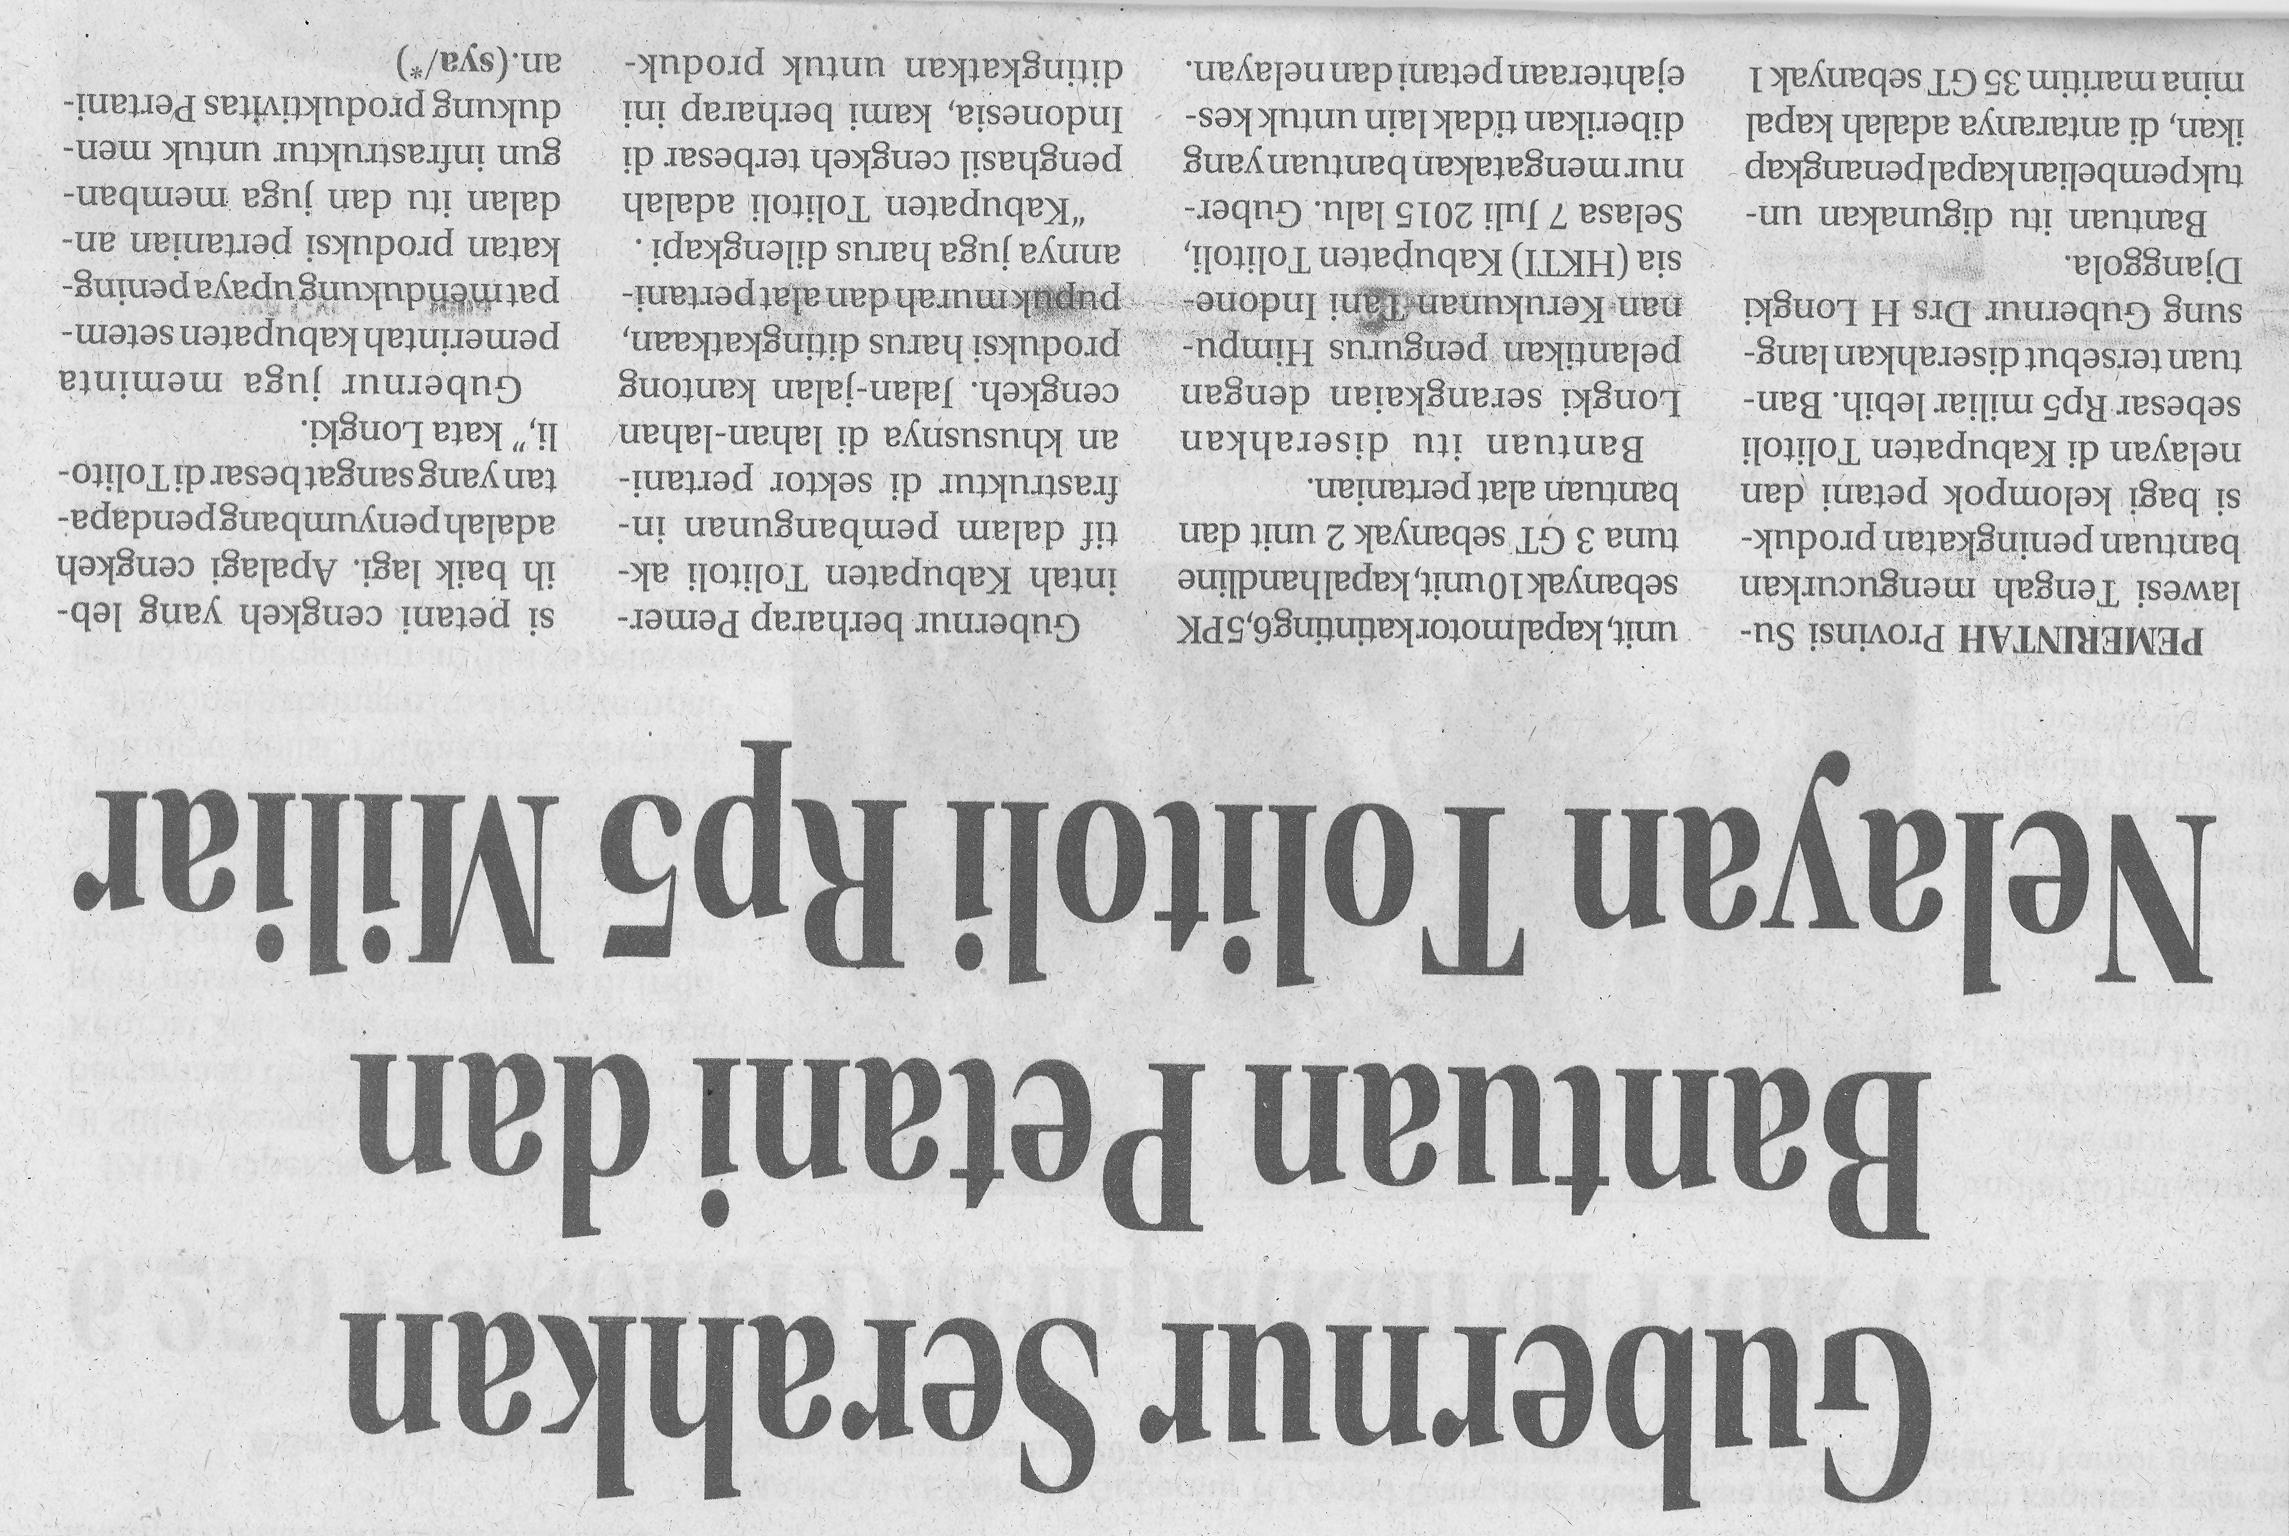 Gubernur Serahkan
Bantuan Petani dan
Nelayan Tolitoli Rp5 Miliar
PEMERINTAH Provinsi Su-
lawesi Tengah mengucurkan
bantuan peningkatan produk-
si bagi kelompok petani dan
nelayan di Kabupaten Tolitoli
sebesar Rp5 miliar lebih. Ban-
tuan tersebut diserahkan lang-
sung Gubernur Drs H Longki
Djanggola.
Bantuan itu digunakan un-
tuk pembelian kapal penangkap
ikan, di antaranya adalah kapal
mina maritim 35 GT sebanyak 1
unit, kapal motor katinting 6,5 PK
sebanyak 10 unit, kapal handline
tuna 3 GT sebanyak 2 unit dan
bantuan alat pertanian.
Bantuan itu diserahkan
Longki serangkaian dengan
pelantikan pengurus Himpu-
nan Kerukunan Tani Indone-
sia (HKTI) Kabupaten Tolitoli,
Selasa 7 Juli 2015 lalu. Guber-
nur mengatakan bantuan yang
diberikan tidak lain untuk kes-
ejahteraan petani dan nelayan.
Gubernur berharap Pemer-
intah Kabupaten Tolitoli ak-
tif dalam pembangunan in-
frastruktur di sektor pertani-
an khususnya di lahan-lahan
cengkeh. Jalan-jalan kantong
produksi harus ditingkatkaan,
pupuk murah dan alat pertani-
annya juga harus dilengkapi .
"Kabupaten Tolitoli adalah
penghasil cengkeh terbesar di
Indonesia, kami berharap ini
ditingkatkan untuk produk-
si petani cengkeh yang leb-
ih baik lagi. Apalagi cengkeh
adalah penyumbang pendapa-
tan yang sangat besar di Tolito-
li," kata Longki.
Gubernur juga meminta
pemerintah kabupaten setem-
pat mendukung upaya pening-
katan produksi pertanian an-
dalan itu dan juga memban-
gun infrastruktur untuk men-
dukung produktivitas Pertani-
an.(sya/*)